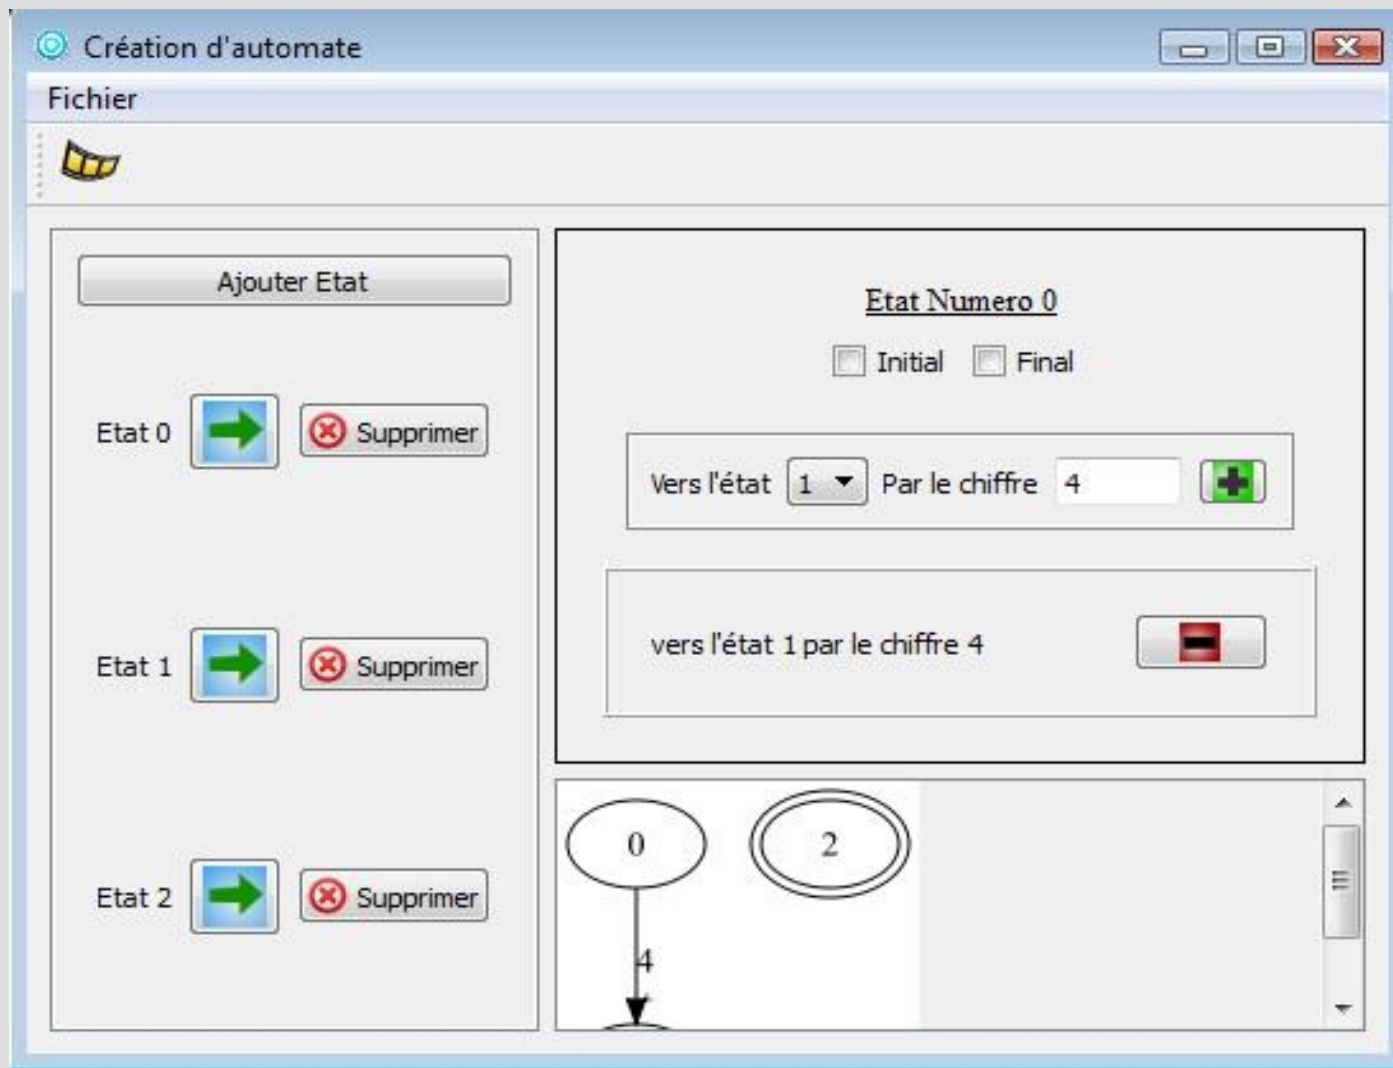 Création d'automate
Fichier
Ajouter Etat
Etat 0 Supprimer
Etat 1 Supprimer
Etat 2 Supprimer
Etat Numero 0
Initial Final
Vers l'état 1 Par le chiffre 4
vers l'état 1 par le chiffre 4
0 2
4